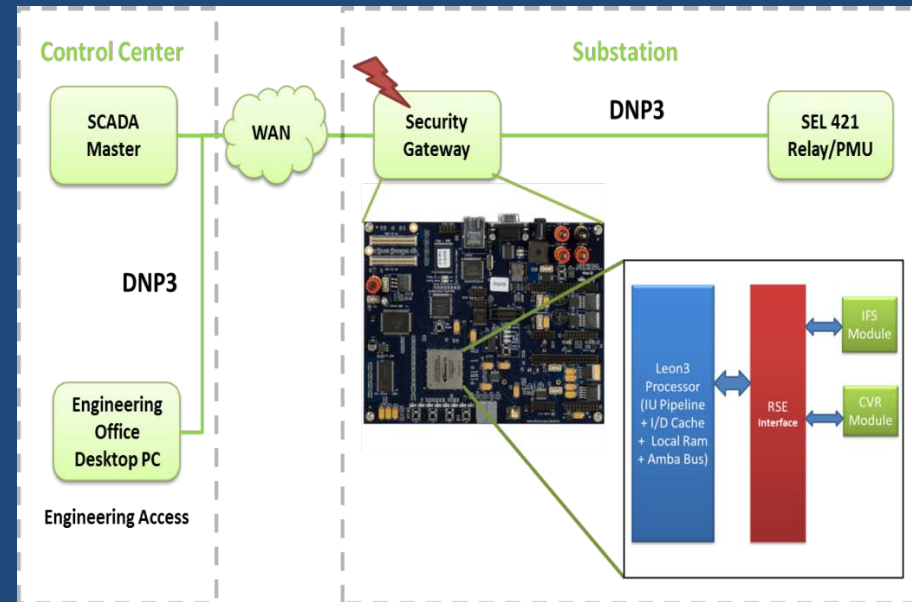 Control Center
Substation
SCADA
Master
WAN
Security
Gateway
DNP3
SEL 421
Relay/PMU
DNP3
Engineering
Office
Desktop PC
Engineering Access
Leon3
Processor
(IU Pipeline
+ I/D Cache
+ Local Ram
+ Amba Bus)
RSE
Interface
IFS
Module
CVR
Module